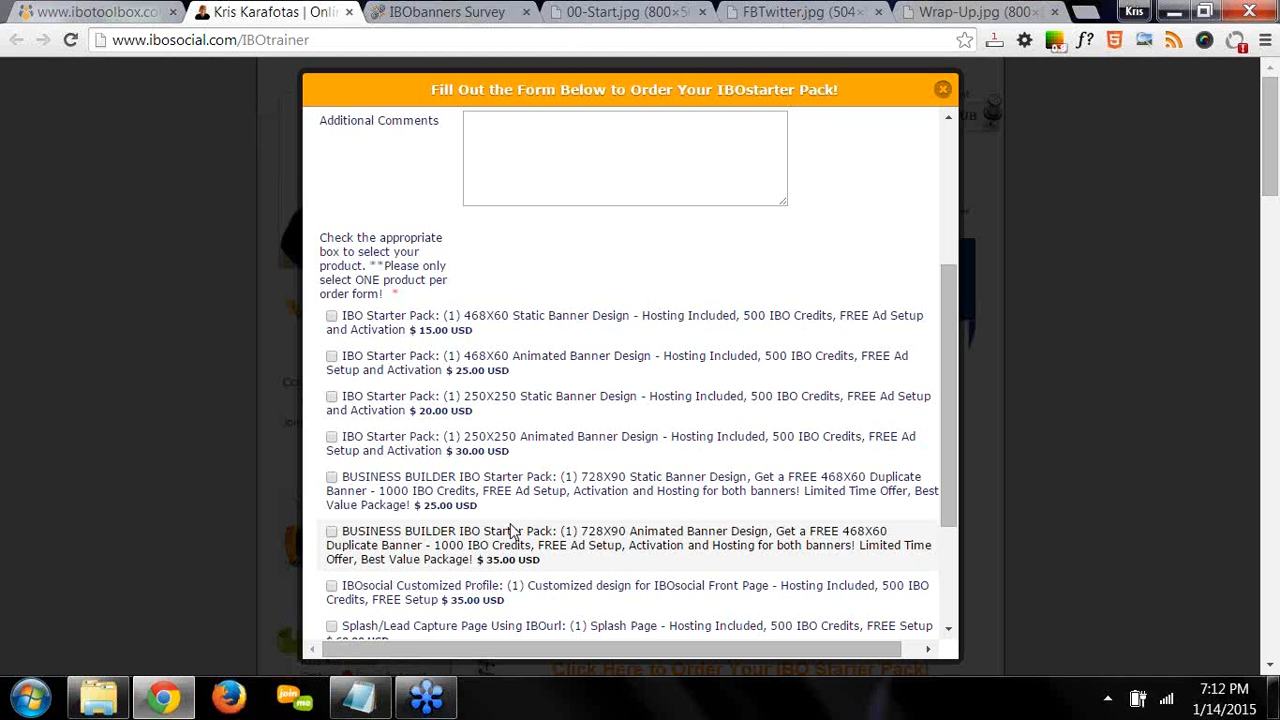 www.ibotoolbox.co
Kris Karafotas | Onli
IBObanners Survey
00-Start.jpg (800×5
FBTwitter.jpg (504×
Wrap-Up.jpg (800×
Kris
www.ibosocial.com/IBOtrainer
Fill Out the Form Below to Order Your IBOstarter Pack!
Additional Comments
Check the appropriate
box to select your
product. **Please only
select ONE product per
order form! *
IBO Starter Pack: (1) 468X60 Static Banner Design - Hosting Included, 500 IBO Credits, FREE Ad Setup
and Activation $ 15.00 USD
IBO Starter Pack: (1) 468X60 Animated Banner Design - Hosting Included, 500 IBO Credits, FREE Ad
Setup and Activation $ 25.00 USD
IBO Starter Pack: (1) 250X250 Static Banner Design - Hosting Included, 500 IBO Credits, FREE Ad Setup
and Activation $ 20.00 USD
IBO Starter Pack: (1) 250X250 Animated Banner Design - Hosting Included, 500 IBO Credits, FREE Ad
Setup and Activation $ 30.00 USD
BUSINESS BUILDER IBO Starter Pack: (1) 728X90 Static Banner Design, Get a FREE 468X60 Duplicate
Banner - 1000 IBO Credits, FREE Ad Setup, Activation and Hosting for both banners! Limited Time Offer, Best
Value Package! $ 25.00 USD
BUSINESS BUILDER IBO Starter Pack: (1) 728X90 Animated Banner Design, Get a FREE 468X60
Duplicate Banner - 1000 IBO Credits, FREE Ad Setup, Activation and Hosting for both banners! Limited Time
Offer, Best Value Package! $ 35.00 USD
IBOsocial Customized Profile: (1) Customized design for IBOsocial Front Page - Hosting Included, 500 IBO
Credits, FREE Setup $ 35.00 USD
Splash/Lead Capture Page Using IBOurl: (1) Splash Page - Hosting Included, 500 IBO Credits, FREE Setup
Click Here to Order Your IBO Starter Pack!
join me
7:12 PM
1/14/2015